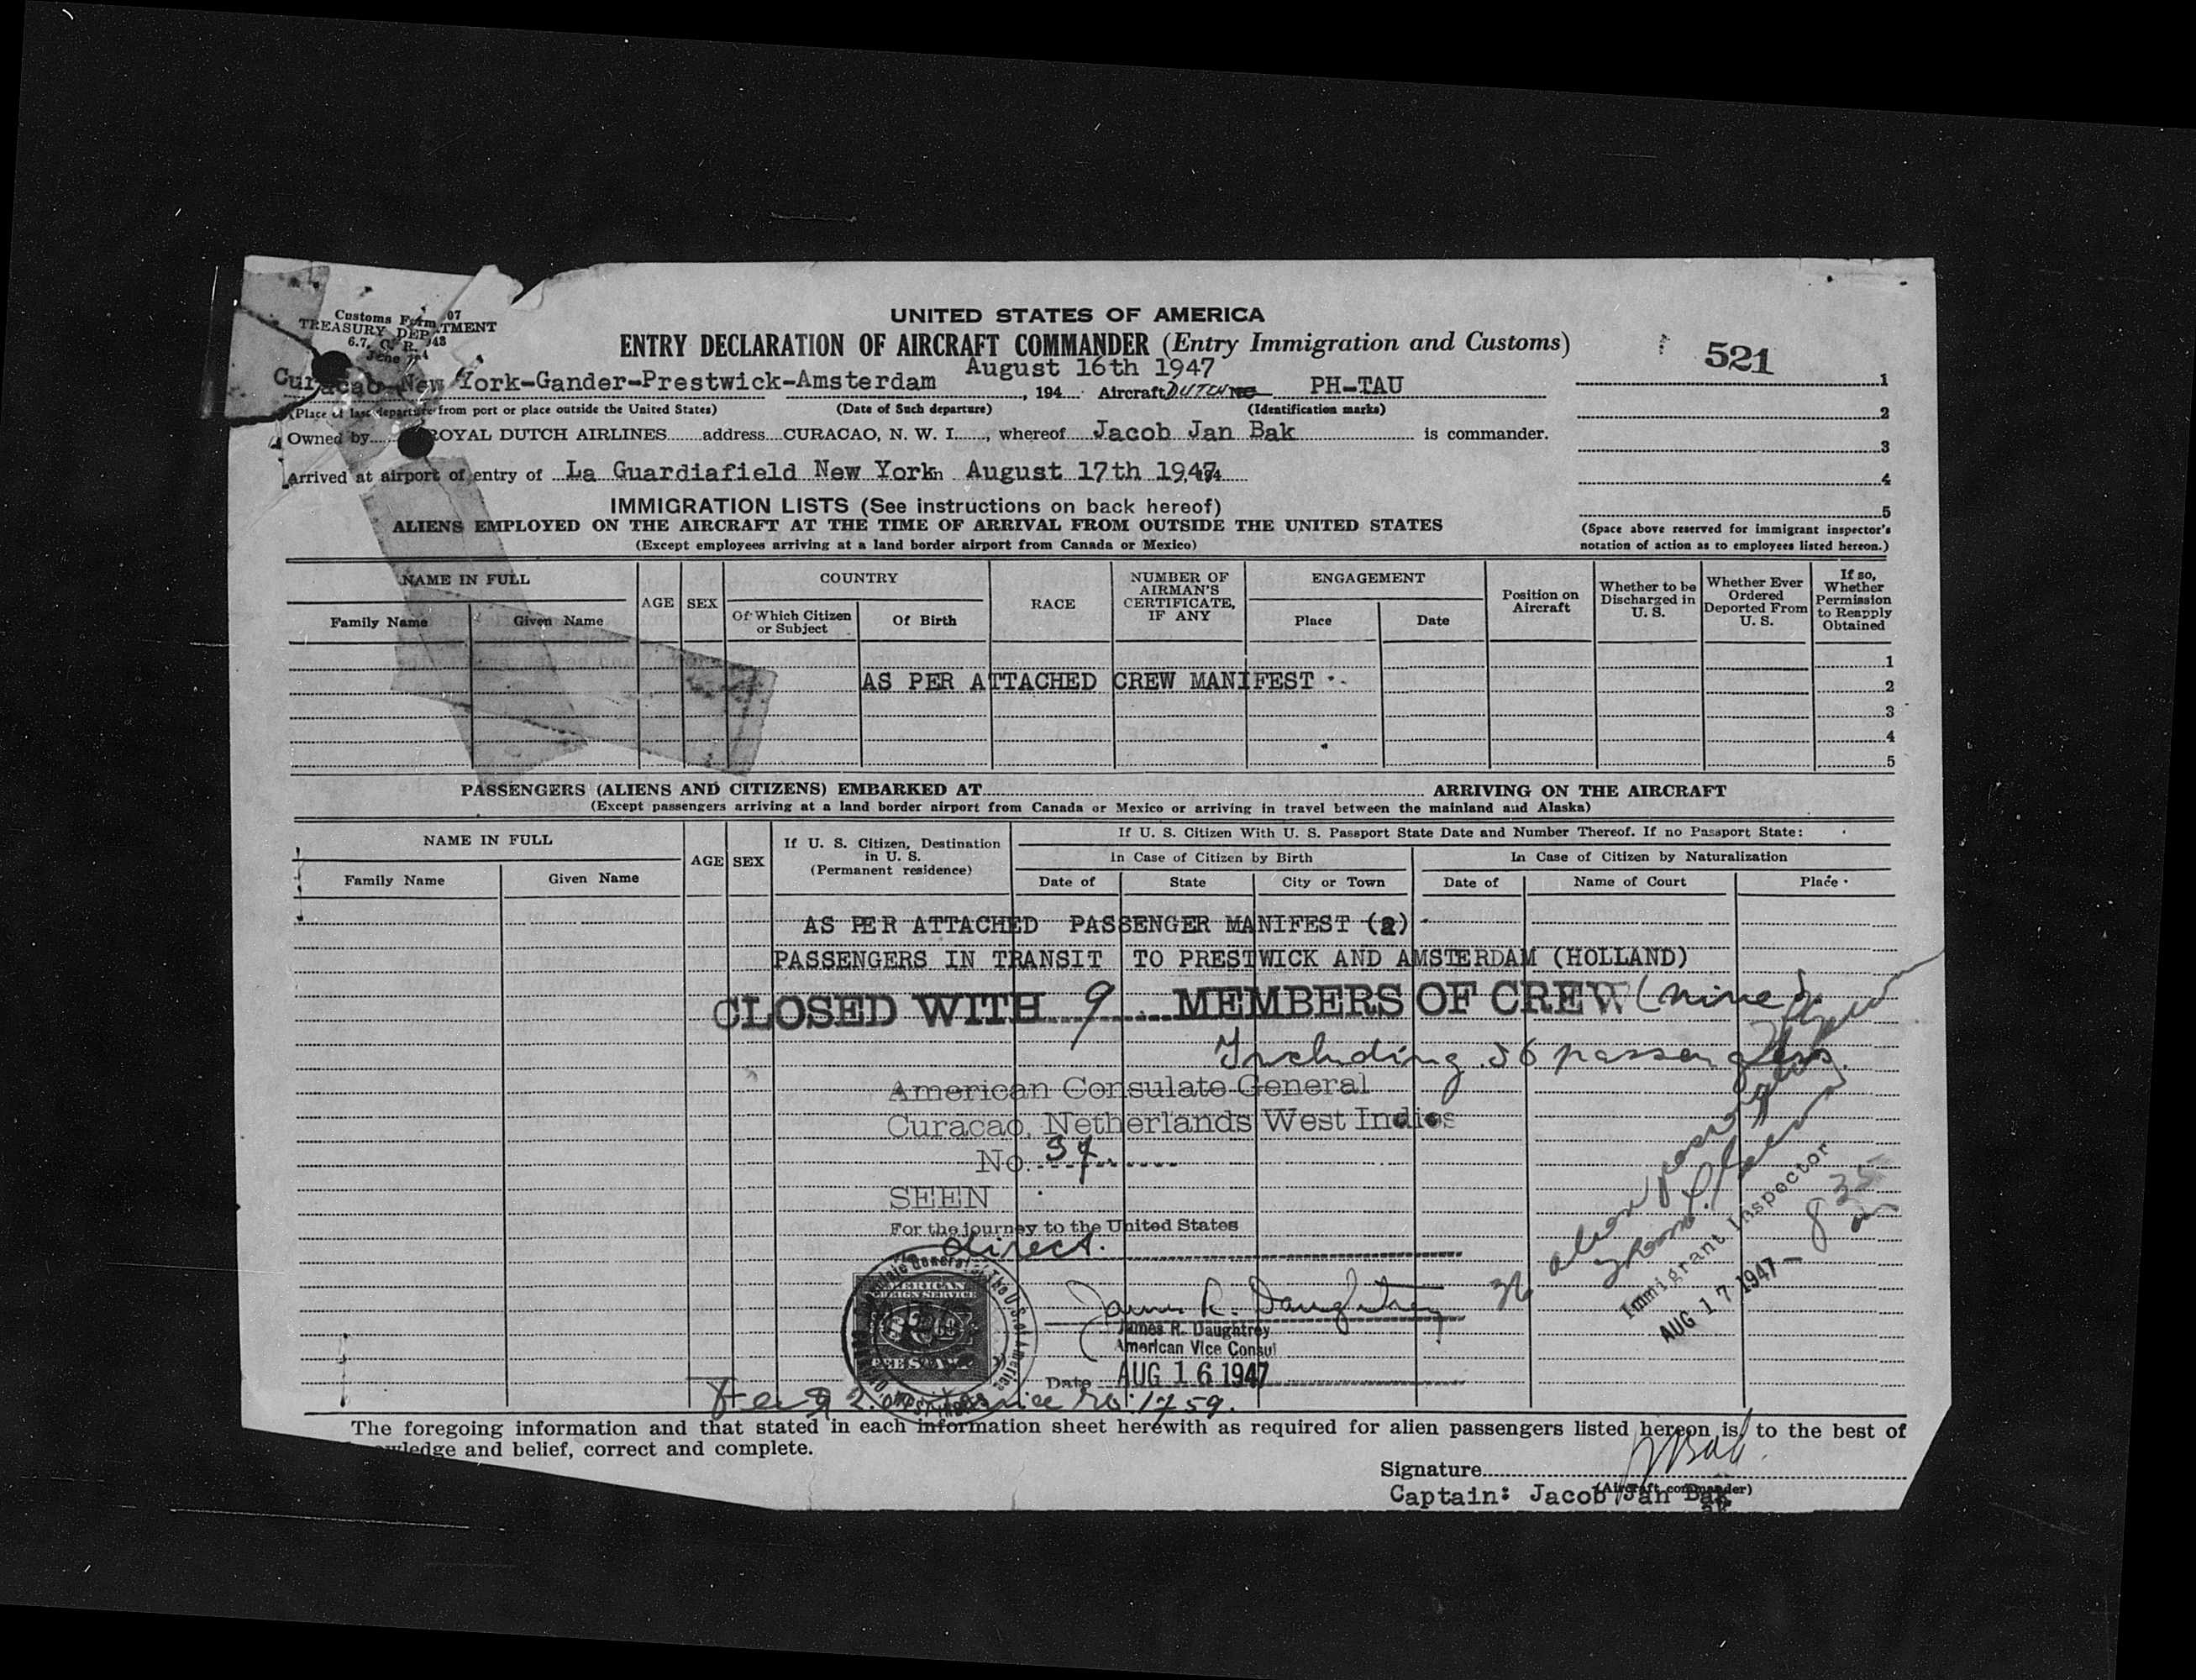 UNITED STATES OF AMERICA
ENTRY DECLARATION OF AIRCRAFT COMMANDER (Entry Immigration and Customs)
Customs Form 07
TREASURY DEPARTMENT
521
Curacao-New York-Gander-Prestwick-Amsterdam August 16th 1947, 194 Aircraft DUTCH PH-TAU
(Place of last departure from port or place outside the United States) (Date of Such departure) (Identification marks)
Owned by ROYAL DUTCH AIRLINES address CURACAO, N. W. I., whereof Jacob Jan Bak is commander.
Arrived at airport of entry of La Guardiafield New York August 17th 1947, 194
1
2
3
4
5
(Space above reserved for immigrant inspector's
notation of action as to employees listed hereon.)
IMMIGRATION LISTS (See instructions on back hereof)
ALIENS EMPLOYED ON THE AIRCRAFT AT THE TIME OF ARRIVAL FROM OUTSIDE THE UNITED STATES
(Except employees arriving at a land border airport from Canada or Mexico)
NAME IN FULL
Family Name Given Name
AGE SEX
COUNTRY
Of Which Citizen or Subject
Of Birth
RACE
NUMBER OF AIRMAN'S CERTIFICATE, IF ANY
ENGAGEMENT
Place Date
Position on Aircraft
Whether to be Discharged in U. S.
Whether Ever Ordered Deported From U. S.
If so, Whether Permission to Reapply Obtained
1
AS PER ATTACHED CREW MANIFEST 2
3
4
5
PASSENGERS (ALIENS AND CITIZENS) EMBARKED AT ARRIVING ON THE AIRCRAFT
(Except passengers arriving at a land border airport from Canada or Mexico or arriving in travel between the mainland and Alaska)
NAME IN FULL
Family Name Given Name
AGE SEX
If U. S. Citizen, Destination in U. S.
(Permanent residence)
If U. S. Citizen With U. S. Passport State Date and Number Thereof. If no Passport State:
In Case of Citizen by Birth In Case of Citizen by Naturalization
Date of State City or Town Date of Name of Court Place
AS PER ATTACHED PASSENGER MANIFEST (a)
PASSENGERS IN TRANSIT TO PRESTWICK AND AMSTERDAM (HOLLAND)
CLOSED WITH 9 MEMBERS OF CREW (nine).
Including 36 passengers.
American Consulate General
Curacao, Netherlands West Indies
No. 34
SEEN
For the journey to the United States
direct.
James R. Daughtrey
James R. Daughtrey
American Vice Consul
Date AUG 16 1947
AMERICAN
FOREIGN SERVICE
FEE STAMP
Immigrant Inspector
AUG 17 1947
8 35
The foregoing information and that stated in each information sheet herewith as required for alien passengers listed hereon is, to the best of
knowledge and belief, correct and complete.
Signature J Bak
(Aircraft commander)
Captain: Jacob Jan Bak